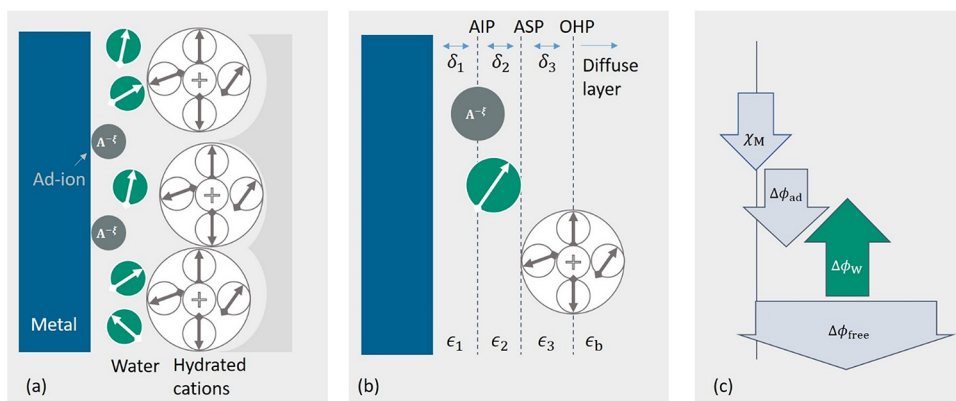 Λ⁻ξ
Ad-ion
Λ⁻ξ
Metal
Water
Hydrated
cations
(a)
AIP ASP OHP
δ₁ δ₂ δ₃
Diffuse
layer
Λ⁻ξ
ϵ₁ ϵ₂ ϵ₃ ϵb
(b)
χM
Δϕad
ΔϕW
Δϕfree
(c)